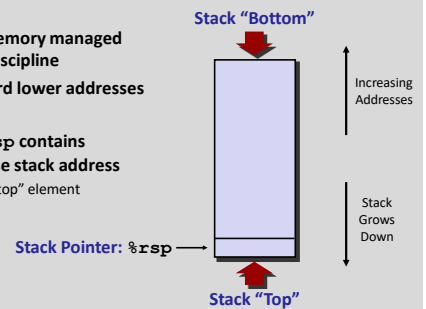 Stack “Bottom”
emory managed
iscipline
rd lower addresses
sp contains
e stack address
top” element
Increasing
Addresses
Stack
Grows
Down
Stack Pointer: %rsp
Stack “Top”